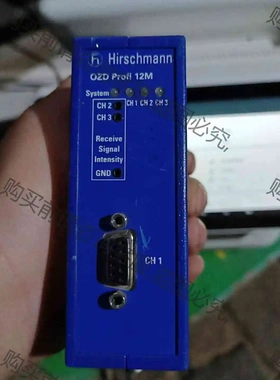 h Hirschmann
OZD Profi 12M
System
CH 1 CH 2 CH 3
CH 2
CH 3
Receive
Signal
Intensity
GND
CH 1